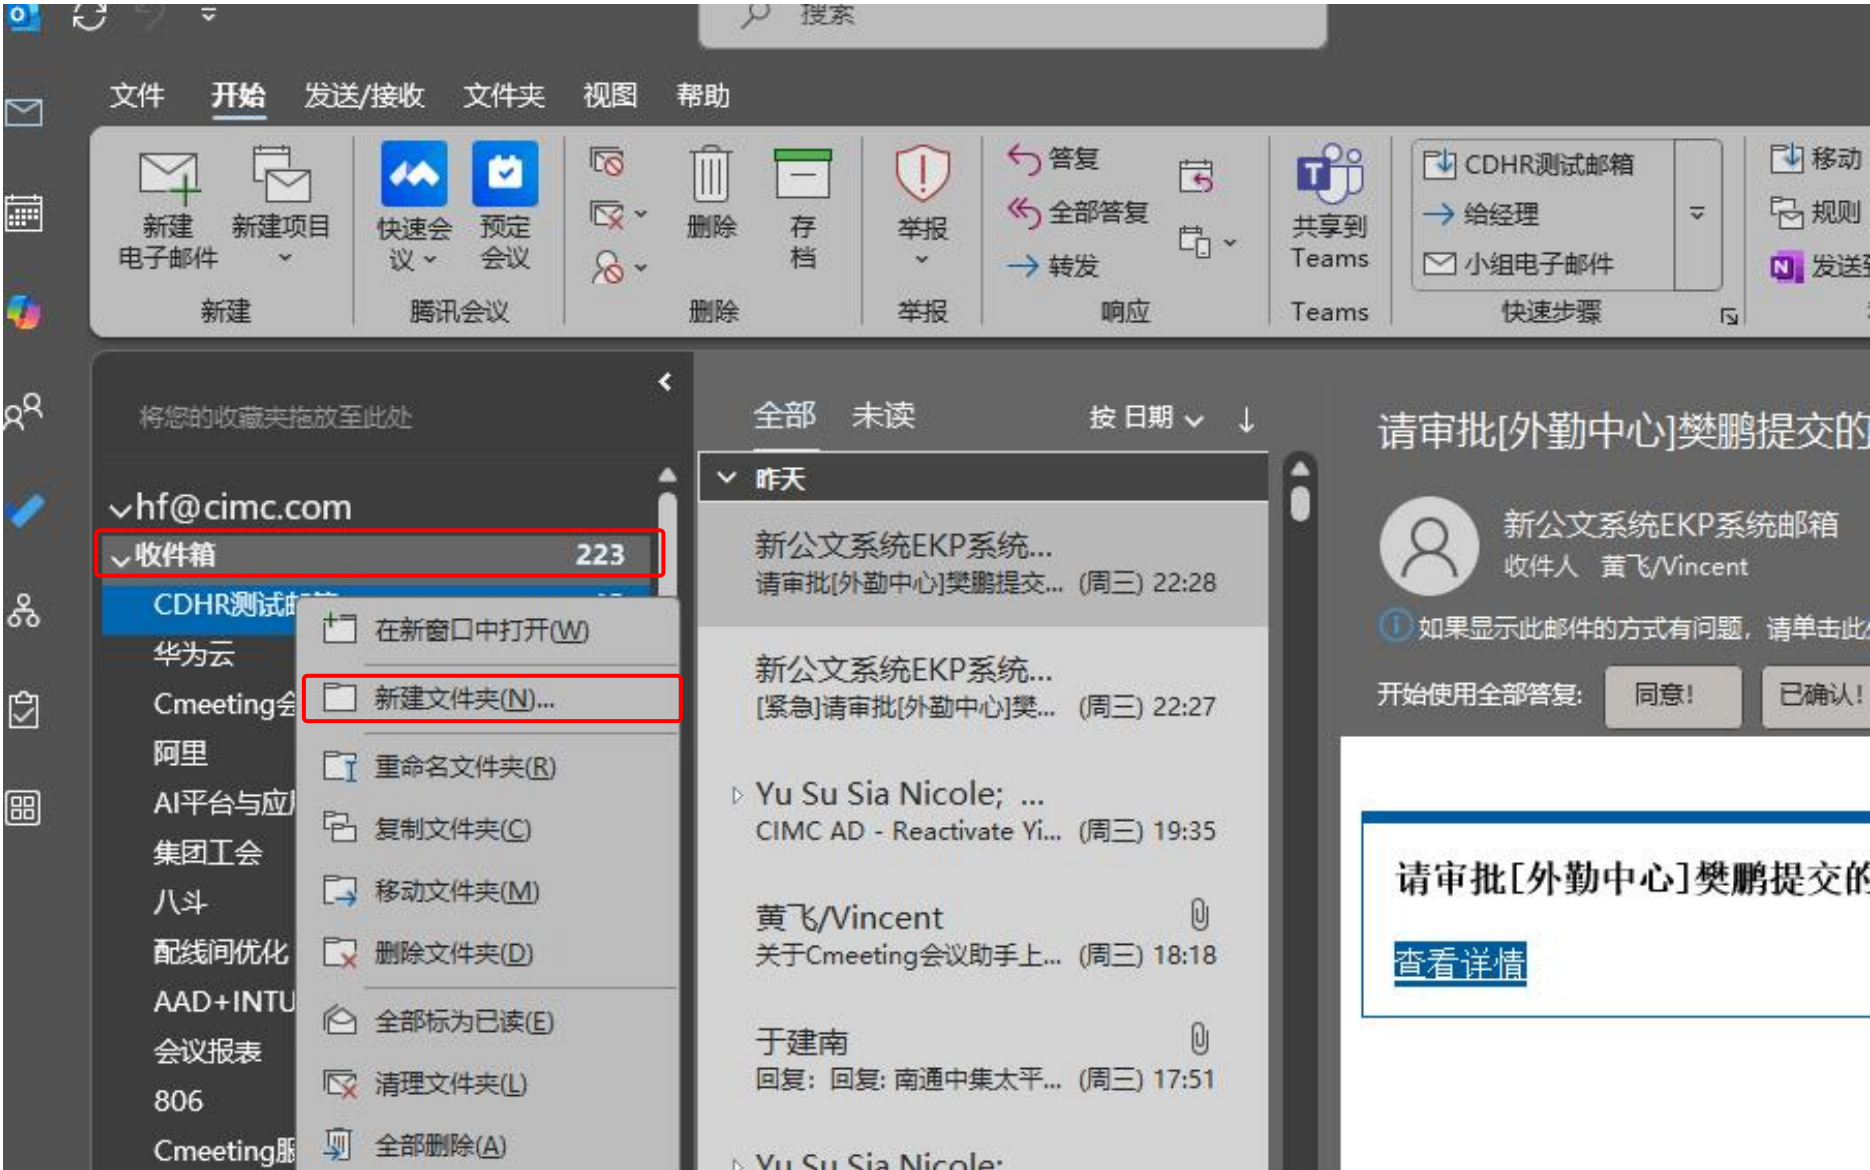 搜索
文件 开始 发送/接收 文件夹 视图 帮助
新建
电子邮件
新建项目
新建
快速会
议
预定
会议
腾讯会议
删除
存
档
删除
举报
举报
答复
全部答复
转发
响应
共享到
Teams
Teams
CDHR测试邮箱
给经理
小组电子邮件
快速步骤
移动
规则
发送
将您的收藏夹拖放至此处
hf@cimc.com
收件箱 223
CDHR测试
华为云
Cmeeting会
阿里
AI平台与应
集团工会
八斗
配线间优化
AAD+INTU
会议报表
806
Cmeeting服
在新窗口中打开(W)
新建文件夹(N)...
重命名文件夹(R)
复制文件夹(C)
移动文件夹(M)
删除文件夹(D)
全部标为已读(E)
清理文件夹(L)
全部删除(A)
全部 未读 按 日期
昨天
新公文系统EKP系统...
请审批[外勤中心]樊鹏提交... (周三) 22:28
新公文系统EKP系统...
[紧急]请审批[外勤中心]樊... (周三) 22:27
Yu Su Sia Nicole; ...
CIMC AD - Reactivate Yi... (周三) 19:35
黄飞/Vincent
关于Cmeeting会议助手上... (周三) 18:18
于建南
回复：回复: 南通中集太平... (周三) 17:51
Yu Su Sia Nicole;
请审批[外勤中心]樊鹏提交的
新公文系统EKP系统邮箱
收件人 黄飞/Vincent
如果显示此邮件的方式有问题，请单击此
开始使用全部答复: 同意! 已确认!
请审批[外勤中心]樊鹏提交的
查看详情